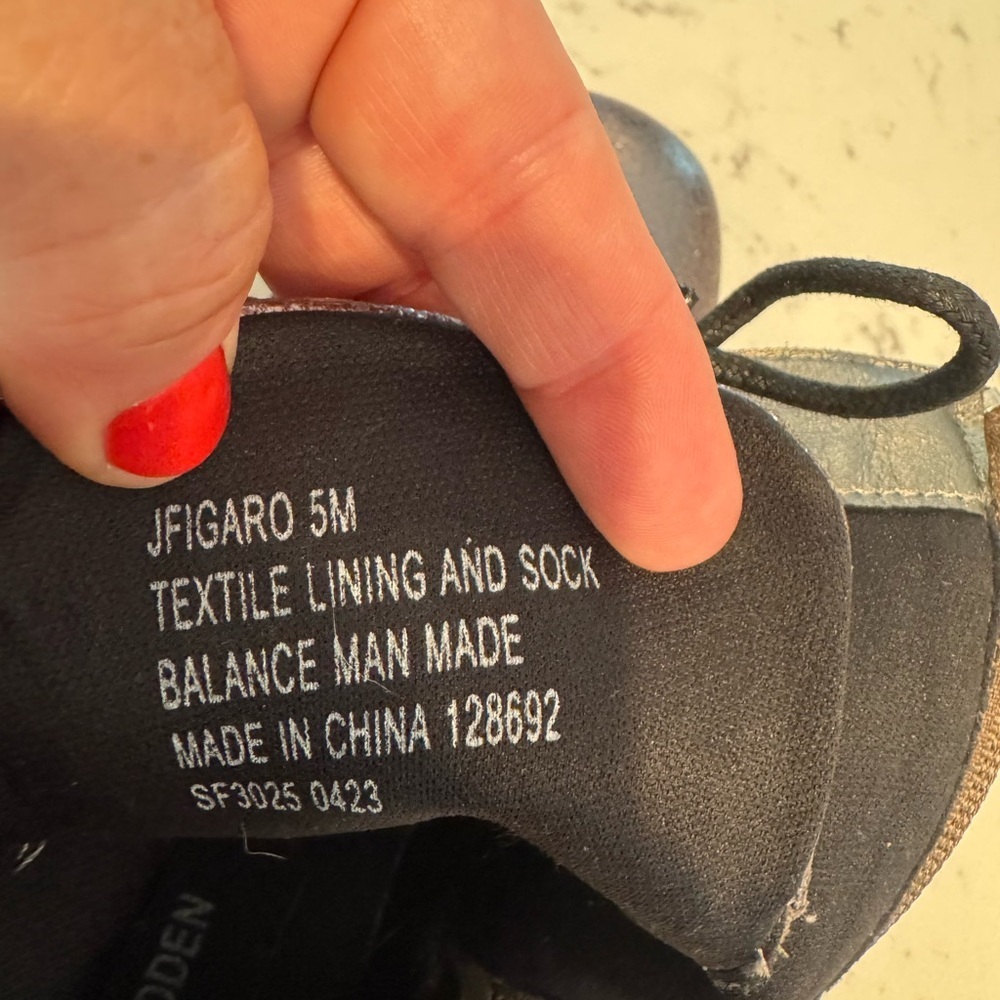 JFIGARO 5M
TEXTILE LINING AND SOCK
BALANCE MAN MADE
MADE IN CHINA 128692
SF3025 0423